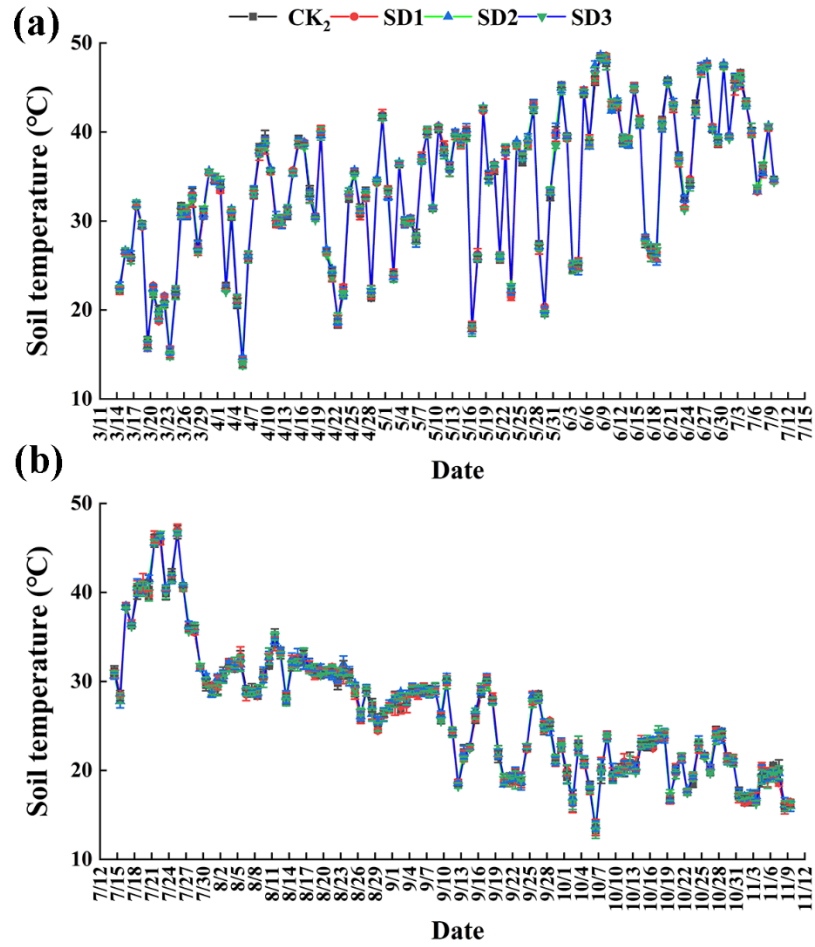 (a)
CK2 SD1 SD2 SD3
50
40
30
20
10
Soil temperature (℃)
3/11 3/14 3/17 3/20 3/23 3/26 3/29 4/1 4/4 4/7 4/10 4/13 4/16 4/19 4/22 4/25 4/28 5/1 5/4 5/7 5/10 5/13 5/16 5/19 5/22 5/25 5/28 5/31 6/3 6/6 6/9 6/12 6/15 6/18 6/21 6/24 6/27 6/30 7/3 7/6 7/9 7/12 7/15
Date
(b)
50
40
30
20
10
Soil temperature (℃)
7/12 7/15 7/18 7/21 7/24 7/27 7/30 8/2 8/5 8/8 8/11 8/14 8/17 8/20 8/23 8/26 8/29 9/1 9/4 9/7 9/10 9/13 9/16 9/19 9/22 9/25 9/28 10/1 10/4 10/7 10/10 10/13 10/16 10/19 10/22 10/25 10/28 10/31 11/3 11/6 11/9 11/12
Date